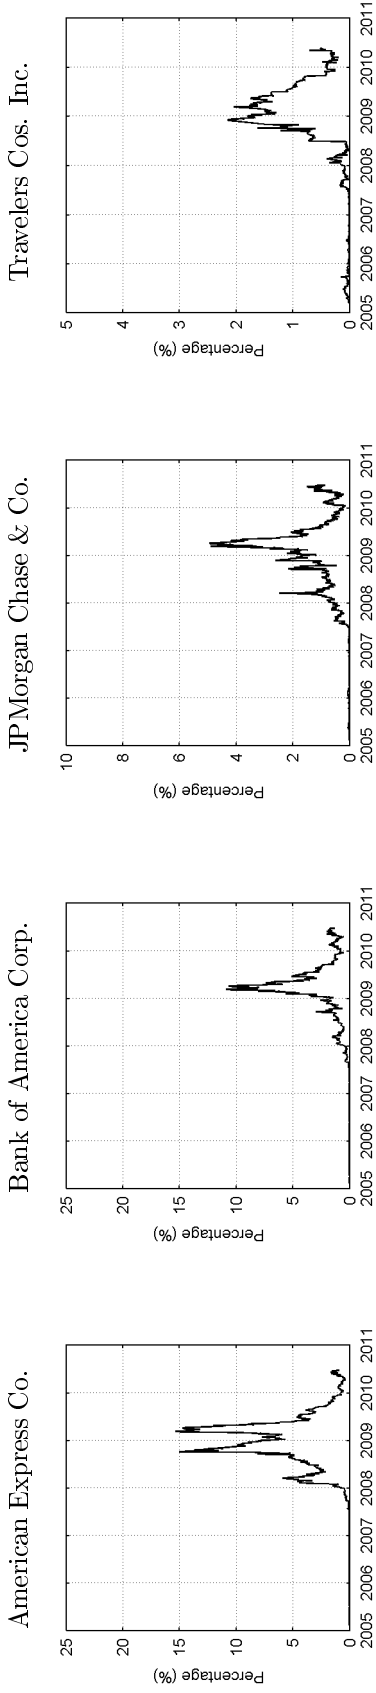 American Express Co.
Percentage (%)
25
20
15
10
5
0
2005 2006 2007 2008 2009 2010 2011
Bank of America Corp.
Percentage (%)
25
20
15
10
5
0
2005 2006 2007 2008 2009 2010 2011
JPMorgan Chase & Co.
Percentage (%)
10
8
6
4
2
0
2005 2006 2007 2008 2009 2010 2011
Travelers Cos. Inc.
Percentage (%)
5
4
3
2
1
0
2005 2006 2007 2008 2009 2010 2011